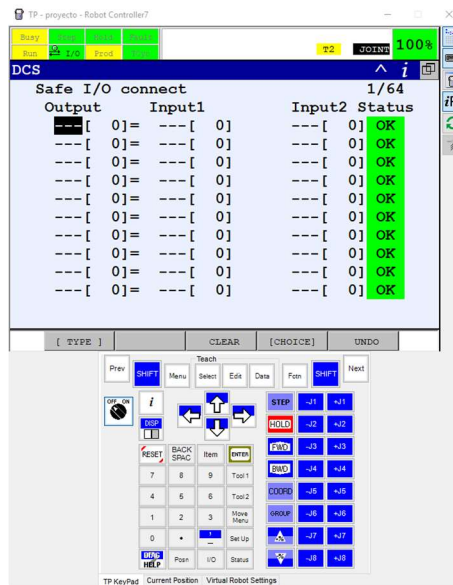 TP - proyecto - Robot Controller7
Busy Step Hold Fault
Run I/O Prod TCyc
T2 JOINT 100%
DCS i
Safe I/O connect 1/64
Output Input1 Input2 Status
---[ 0]= ---[ 0] ---[ 0] OK
---[ 0]= ---[ 0] ---[ 0] OK
---[ 0]= ---[ 0] ---[ 0] OK
---[ 0]= ---[ 0] ---[ 0] OK
---[ 0]= ---[ 0] ---[ 0] OK
---[ 0]= ---[ 0] ---[ 0] OK
---[ 0]= ---[ 0] ---[ 0] OK
---[ 0]= ---[ 0] ---[ 0] OK
---[ 0]= ---[ 0] ---[ 0] OK
---[ 0]= ---[ 0] ---[ 0] OK
[ TYPE ] CLEAR [CHOICE] UNDO
Teach
Prev SHIFT Menu Select Edit Data Fctn SHIFT Next
OFF ON i STEP -J1 +J1
DISP HOLD -J2 +J2
RESET BACK SPAC Item ENTER FWD -J3 +J3
7 8 9 Tool 1 BWD -J4 +J4
4 5 6 Tool 2 COORD -J5 +J5
1 2 3 Move Menu GROUP -J6 +J6
0 . - Set Up -J7 +J7
DIAG HELP Posn I/O Status -J8 +J8
TP KeyPad Current Position Virtual Robot Settings